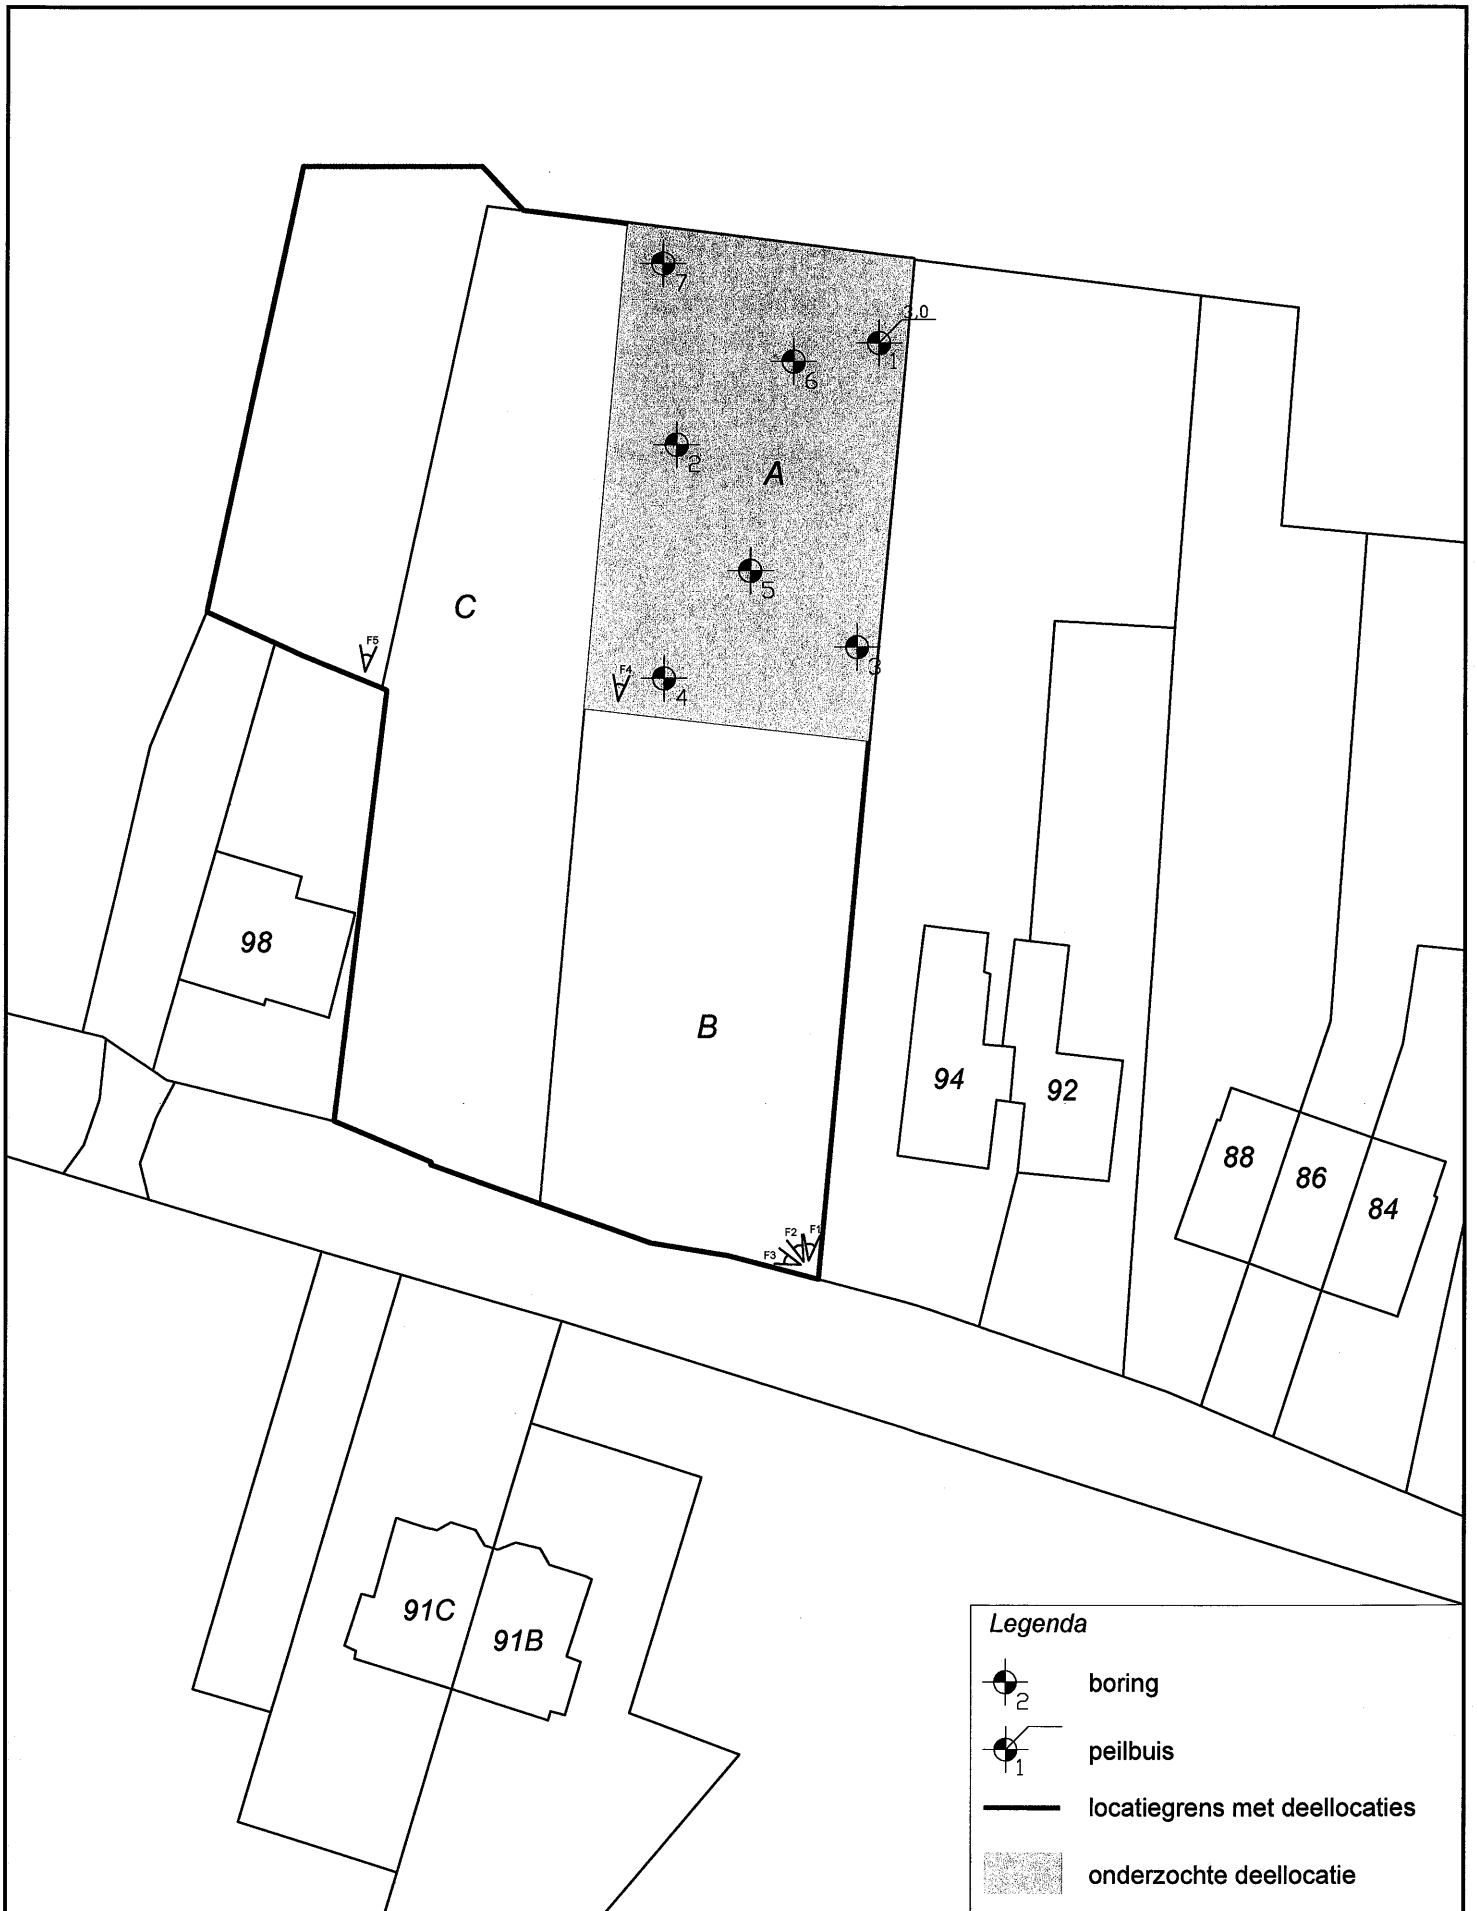 7
3,0
1
6
2
A
5
C
F5
3
F4
4
98
B
94
92
88
86
84
F1
F2
F3
91C
91B
Legenda
2 boring
1 peilbuis
locatiegrens met deellocaties
onderzochte deellocatie